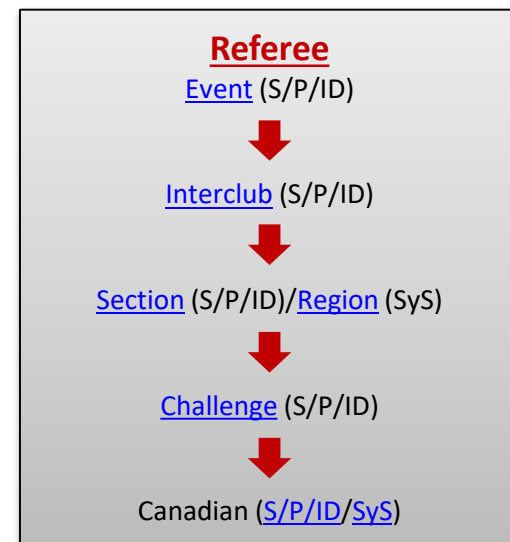 Referee
Event (S/P/ID)
Interclub (S/P/ID)
Section (S/P/ID)/Region (SyS)
Challenge (S/P/ID)
Canadian (S/P/ID/SyS)